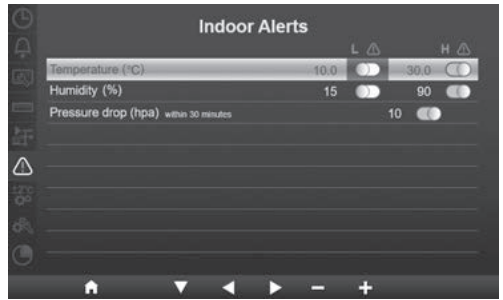 Indoor Alerts
L H
Temperature (°C) 10.0 30.0
Humidity (%) 15 90
Pressure drop (hpa) within 30 minutes 10